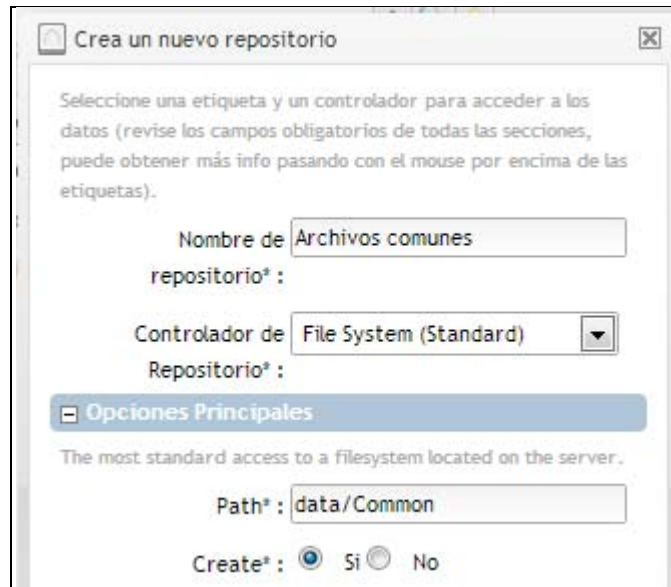 Crea un nuevo repositorio
Seleccione una etiqueta y un controlador para acceder a los
datos (revise los campos obligatorios de todas las secciones,
puede obtener más info pasando con el mouse por encima de las
etiquetas).
Nombre de Archivos comunes
repositorio* :
Controlador de File System (Standard)
Repositorio* :
Opciones Principales
The most standard access to a filesystem located on the server.
Path* : data/Common
Create* : Si No